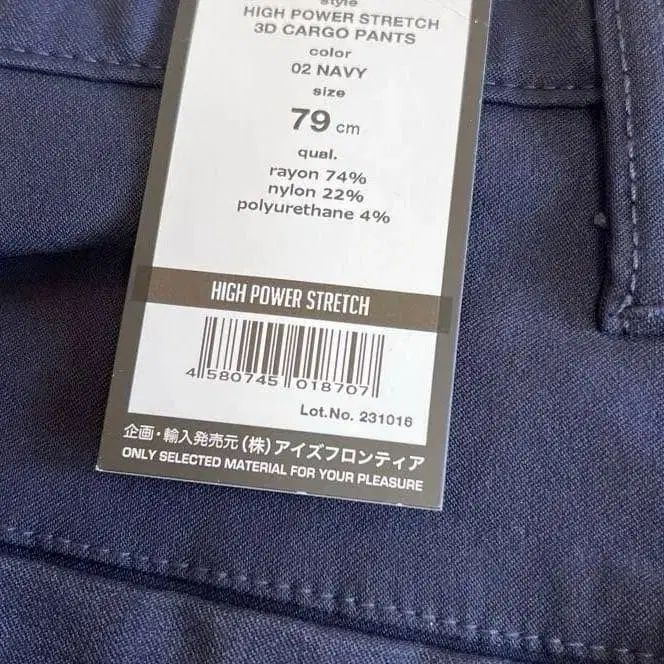 style
HIGH POWER STRETCH
3D CARGO PANTS
color
02 NAVY
size
79 cm
qual.
rayon 74%
nylon 22%
polyurethane 4%
HIGH POWER STRETCH
4 580745 018707
Lot.No. 231016
企画・輸入発売元(株)アイズフロンティア
ONLY SELECTED MATERIAL FOR YOUR PLEASURE